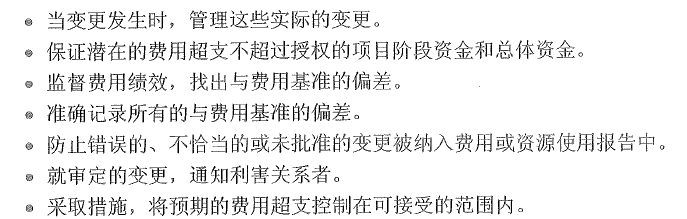 当变更发生时，管理这些实际的变更。
保证潜在的费用超支不超过授权的项目阶段资金和总体资金。
监督费用绩效，找出与费用基准的偏差。
准确记录所有的与费用基准的偏差。
防止错误的、不恰当的或未批准的变更被纳入费用或资源使用报告中。
就审定的变更，通知利害关系者。
采取措施，将预期的费用超支控制在可接受的范围内。